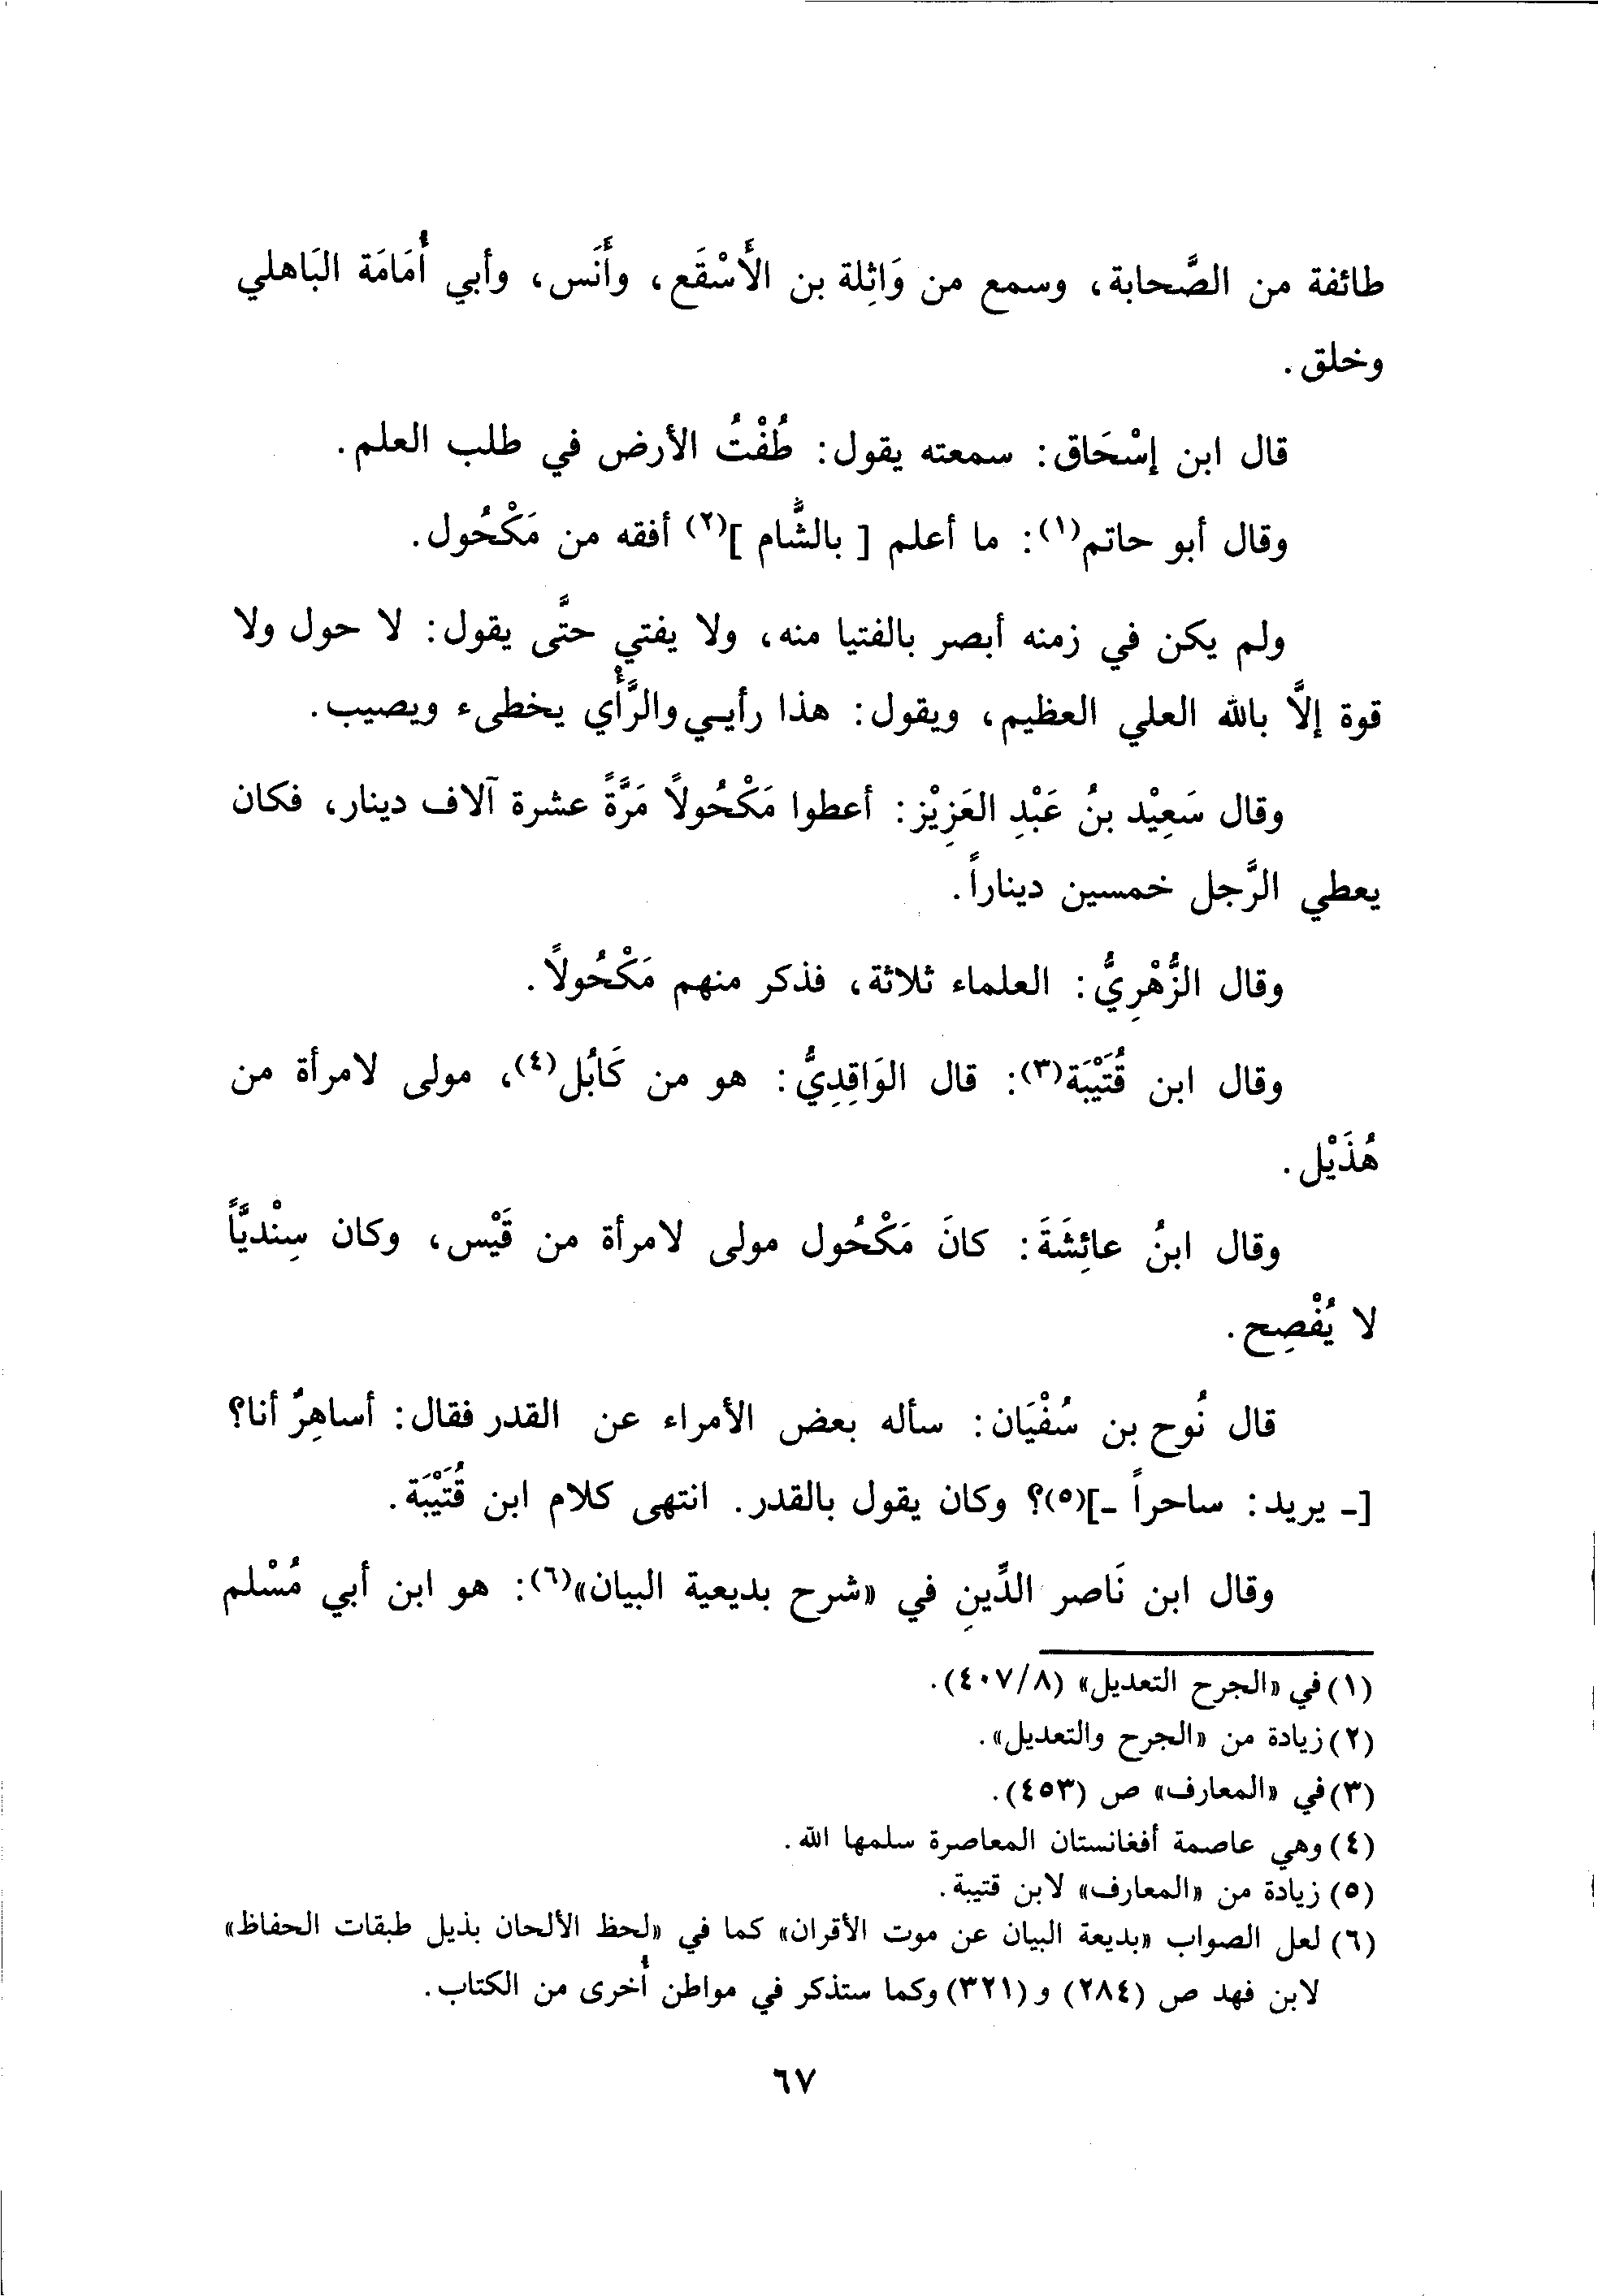 طائفة من الصَّحابة، وسمع من وَاثِلة بن الأَسْقَع، وأَنَس، وأبي أُمَامَة البَاهلي
وخلق.
قال ابن إسْحَاق: سمعته يقول: طُفْتُ الأرض في طلب العلم.
وقال أبو حاتم(١): ما أعلم [ بالشَّام ](٢) أفقه من مَكْحُول.
ولم يكن في زمنه أبصر بالفتيا منه، ولا يفتي حتَّى يقول: لا حول ولا
قوة إلَّا بالله العلي العظيم، ويقول: هذا رأيـي والرَّأْي يخطىء ويصيب.
وقال سَعِيْد بنُ عَبْدِ العَزِيْزِ: أعطوا مَكْحُولاً مَرَّةً عشرة آلاف دينار، فكان
يعطي الرَّجل خمسين ديناراً.
وقال الزُّهْرِيُّ: العلماء ثلاثة، فذكر منهم مَكْحُولاً.
وقال ابن قُتَيْبَة(٣): قال الوَاقِدِيُّ: هو من كَابُل(٤)، مولى لامرأة من
هُذَيْل.
وقال ابنُ عائِشَةَ: كانَ مَكْحُول مولى لامرأة من قَيْس، وكان سِنْديَّاً
لا يُفْصِح.
قال نُوح بن سُفْيَان: سأله بعض الأمراء عن القدر فقال: أساهِرٌ أنا؟
[ـ يريد: ساحراً ـ](٥)؟ وكان يقول بالقدر. انتهى كلام ابن قُتَيْبَة.
وقال ابن نَاصر الدِّينِ في «شرح بديعية البيان»(٦): هو ابن أبي مُسْلم
(١) في «الجرح التعديل» (٤٠٧/٨).
(٢) زيادة من «الجرح والتعديل».
(٣) في «المعارف» ص (٤٥٣).
(٤) وهي عاصمة أفغانستان المعاصرة سلمها الله.
(٥) زيادة من «المعارف» لابن قتيبة.
(٦) لعل الصواب «بديعة البيان عن موت الأقران» كما في «لحظ الألحان بذيل طبقات الحفاظ»
لابن فهد ص (٢٨٤) و (٣٢١) وكما ستذكر في مواطن أُخرى من الكتاب.
٦٧